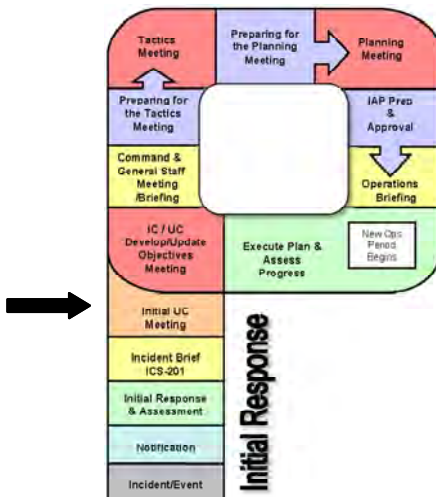 Tactics
Meeting
Preparing for
the Planning
Meeting
Planning
Meeting
Preparing for
the Tactics
Meeting
IAP Prep
&
Approval
Command &
General Staff
Meeting
/Briefing
Operations
Briefing
IC / UC
Develop/Update
Objectives
Meeting
Execute Plan &
Assess
Progress
New Ops
Period
Begins
Initial UC
Meeting
Incident Brief
ICS-201
Initial Response
& Assessment
Notification
Incident/Event
Initial Response